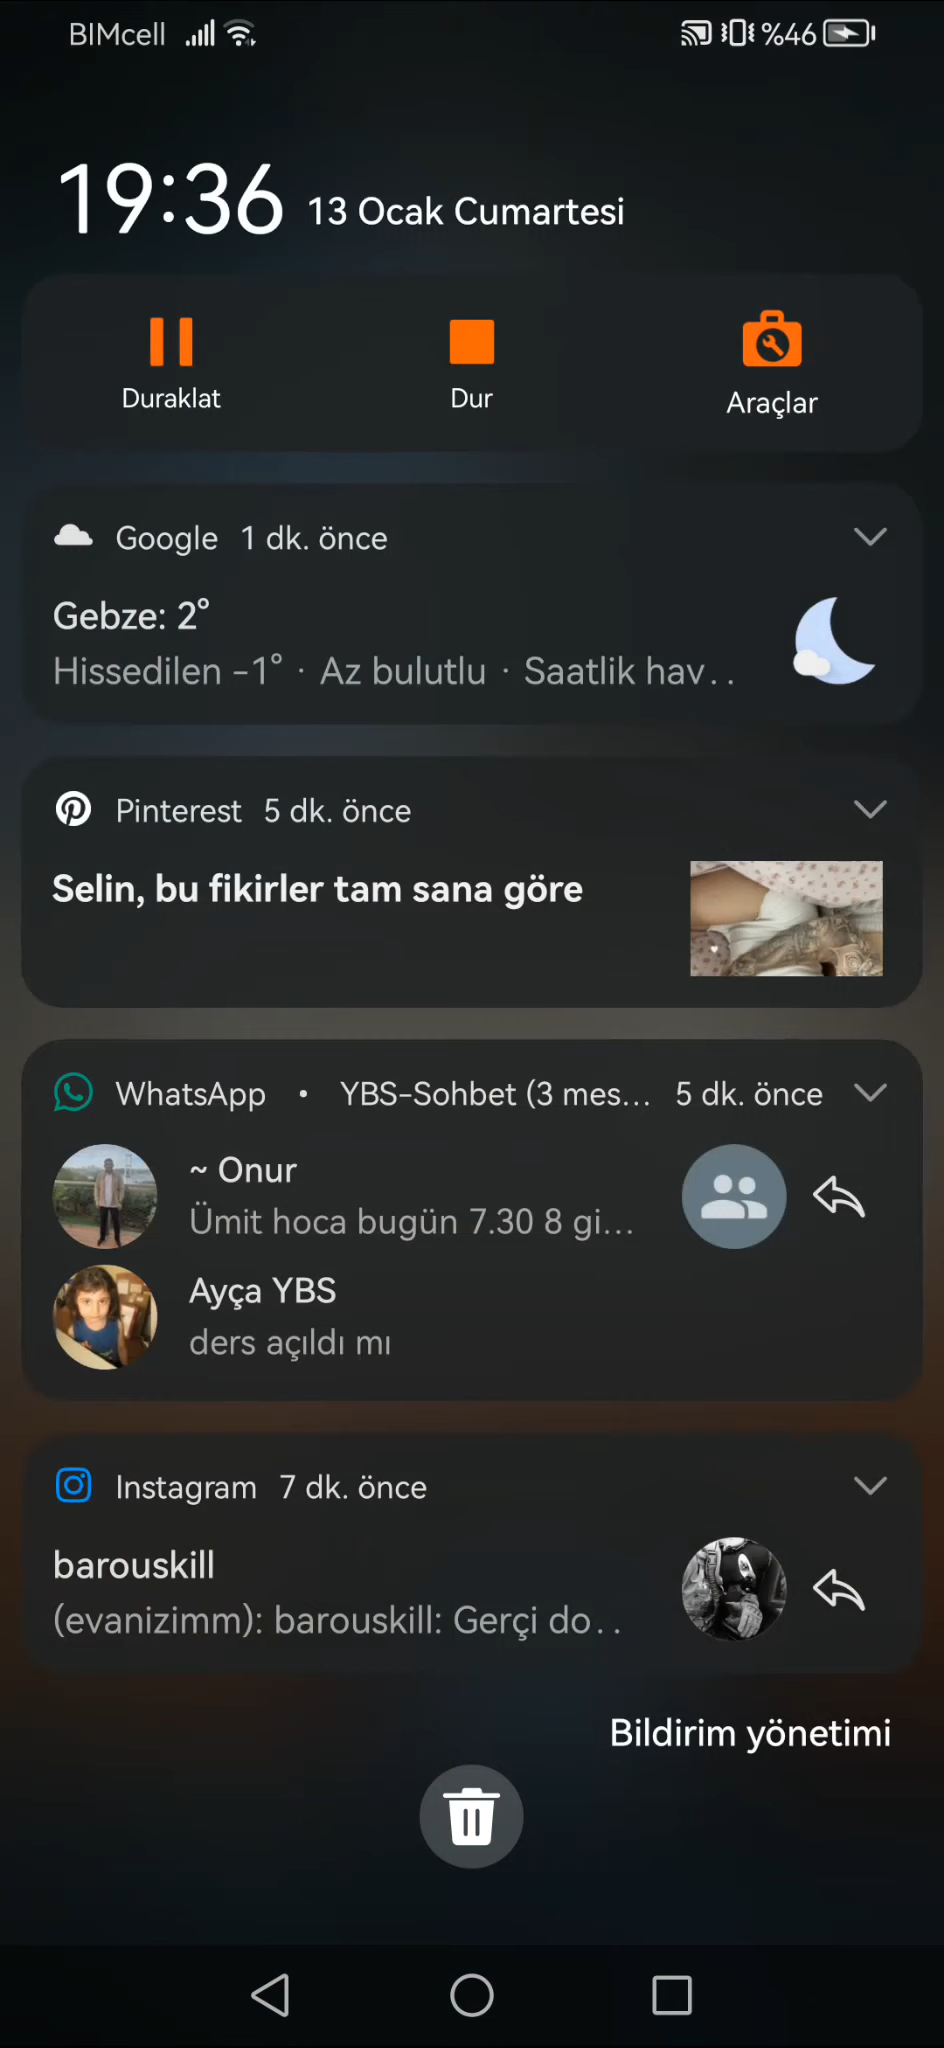 BIMcell %46
19:36 13 Ocak Cumartesi
Duraklat Dur Araçlar
Google 1 dk. önce
Gebze: 2°
Hissedilen -1° · Az bulutlu · Saatlik hav..
Pinterest 5 dk. önce
Selin, bu fikirler tam sana göre
WhatsApp • YBS-Sohbet (3 mes... 5 dk. önce
~ Onur
Ümit hoca bugün 7.30 8 gi...
Ayça YBS
ders açıldı mı
Instagram 7 dk. önce
barouskill
(evanizimm): barouskill: Gerçi do..
Bildirim yönetimi